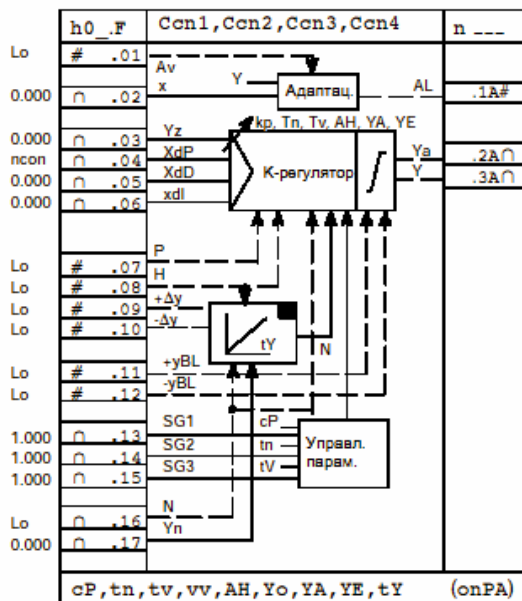 h0_.F Ccn1,Ccn2,Ccn3,Ccn4 n ___
Lo # .01 Av
Y Адаптац. AL .1A#
0.000 ∩ .02 x
kp, Tn, Tv, AH, YA, YE
0.000 ∩ .03 Yz
ncon ∩ .04 XdP К-регулятор Ya .2A∩
0.000 ∩ .05 XdD Y .3A∩
0.000 ∩ .06 xdI
Lo # .07 P
Lo # .08 H
Lo # .09 +Δy
Lo # .10 -Δy
tY N
Lo # .11 +yBL
Lo # .12 -yBL
1.000 ∩ .13 SG1 cP
1.000 ∩ .14 SG2 tn Управл.
1.000 ∩ .15 SG3 tV парам.
Lo ∩ .16 N
0.000 ∩ .17 Yn
cP,tn,tv,vv,AH,Yo,YA,YE,tY (onPA)